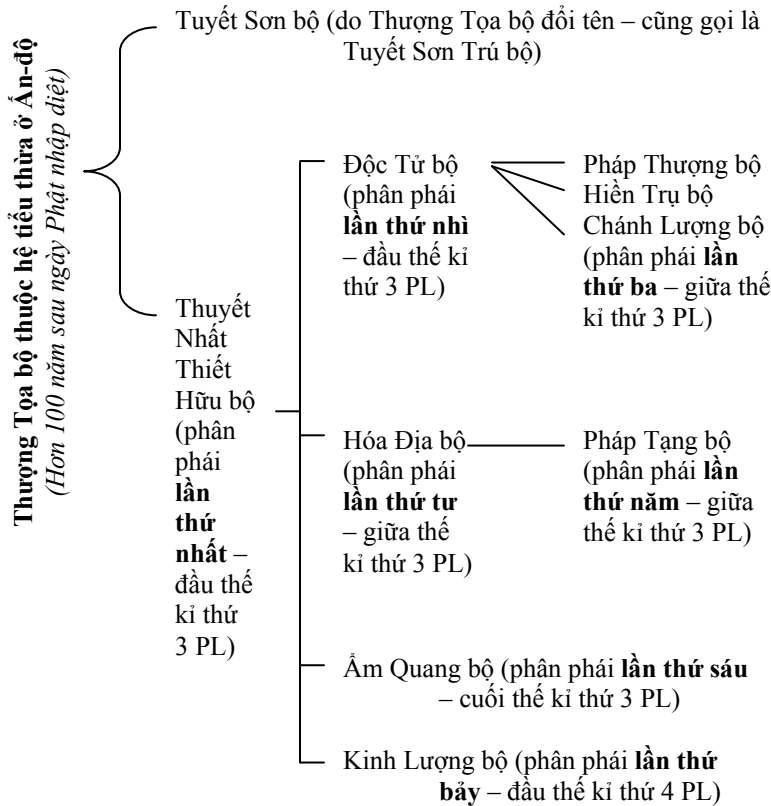 Thượng Tọa bộ thuộc hệ tiểu thừa ở Ấn-độ
(Hơn 100 năm sau ngày Phật nhập diệt)
Tuyết Sơn bộ (do Thượng Tọa bộ đổi tên – cũng gọi là
Tuyết Sơn Trú bộ)
Thuyết
Nhất
Thiết
Hữu bộ
(phân
phái
lần
thứ
nhất –
đầu thế
kỉ thứ
3 PL)
Độc Tử bộ
(phân phái
lần thứ nhì
– đầu thế kỉ
thứ 3 PL)
Pháp Thượng bộ
Hiền Trụ bộ
Chánh Lượng bộ
(phân phái lần
thứ ba – giữa thế
kỉ thứ 3 PL)
Hóa Địa bộ
(phân phái
lần thứ tư
– giữa thế
kỉ thứ 3 PL)
Pháp Tạng bộ
(phân phái lần
thứ năm – giữa
thế kỉ thứ 3 PL)
Ẩm Quang bộ (phân phái lần thứ sáu
– cuối thế kỉ thứ 3 PL)
Kinh Lượng bộ (phân phái lần thứ
bảy – đầu thế kỉ thứ 4 PL)